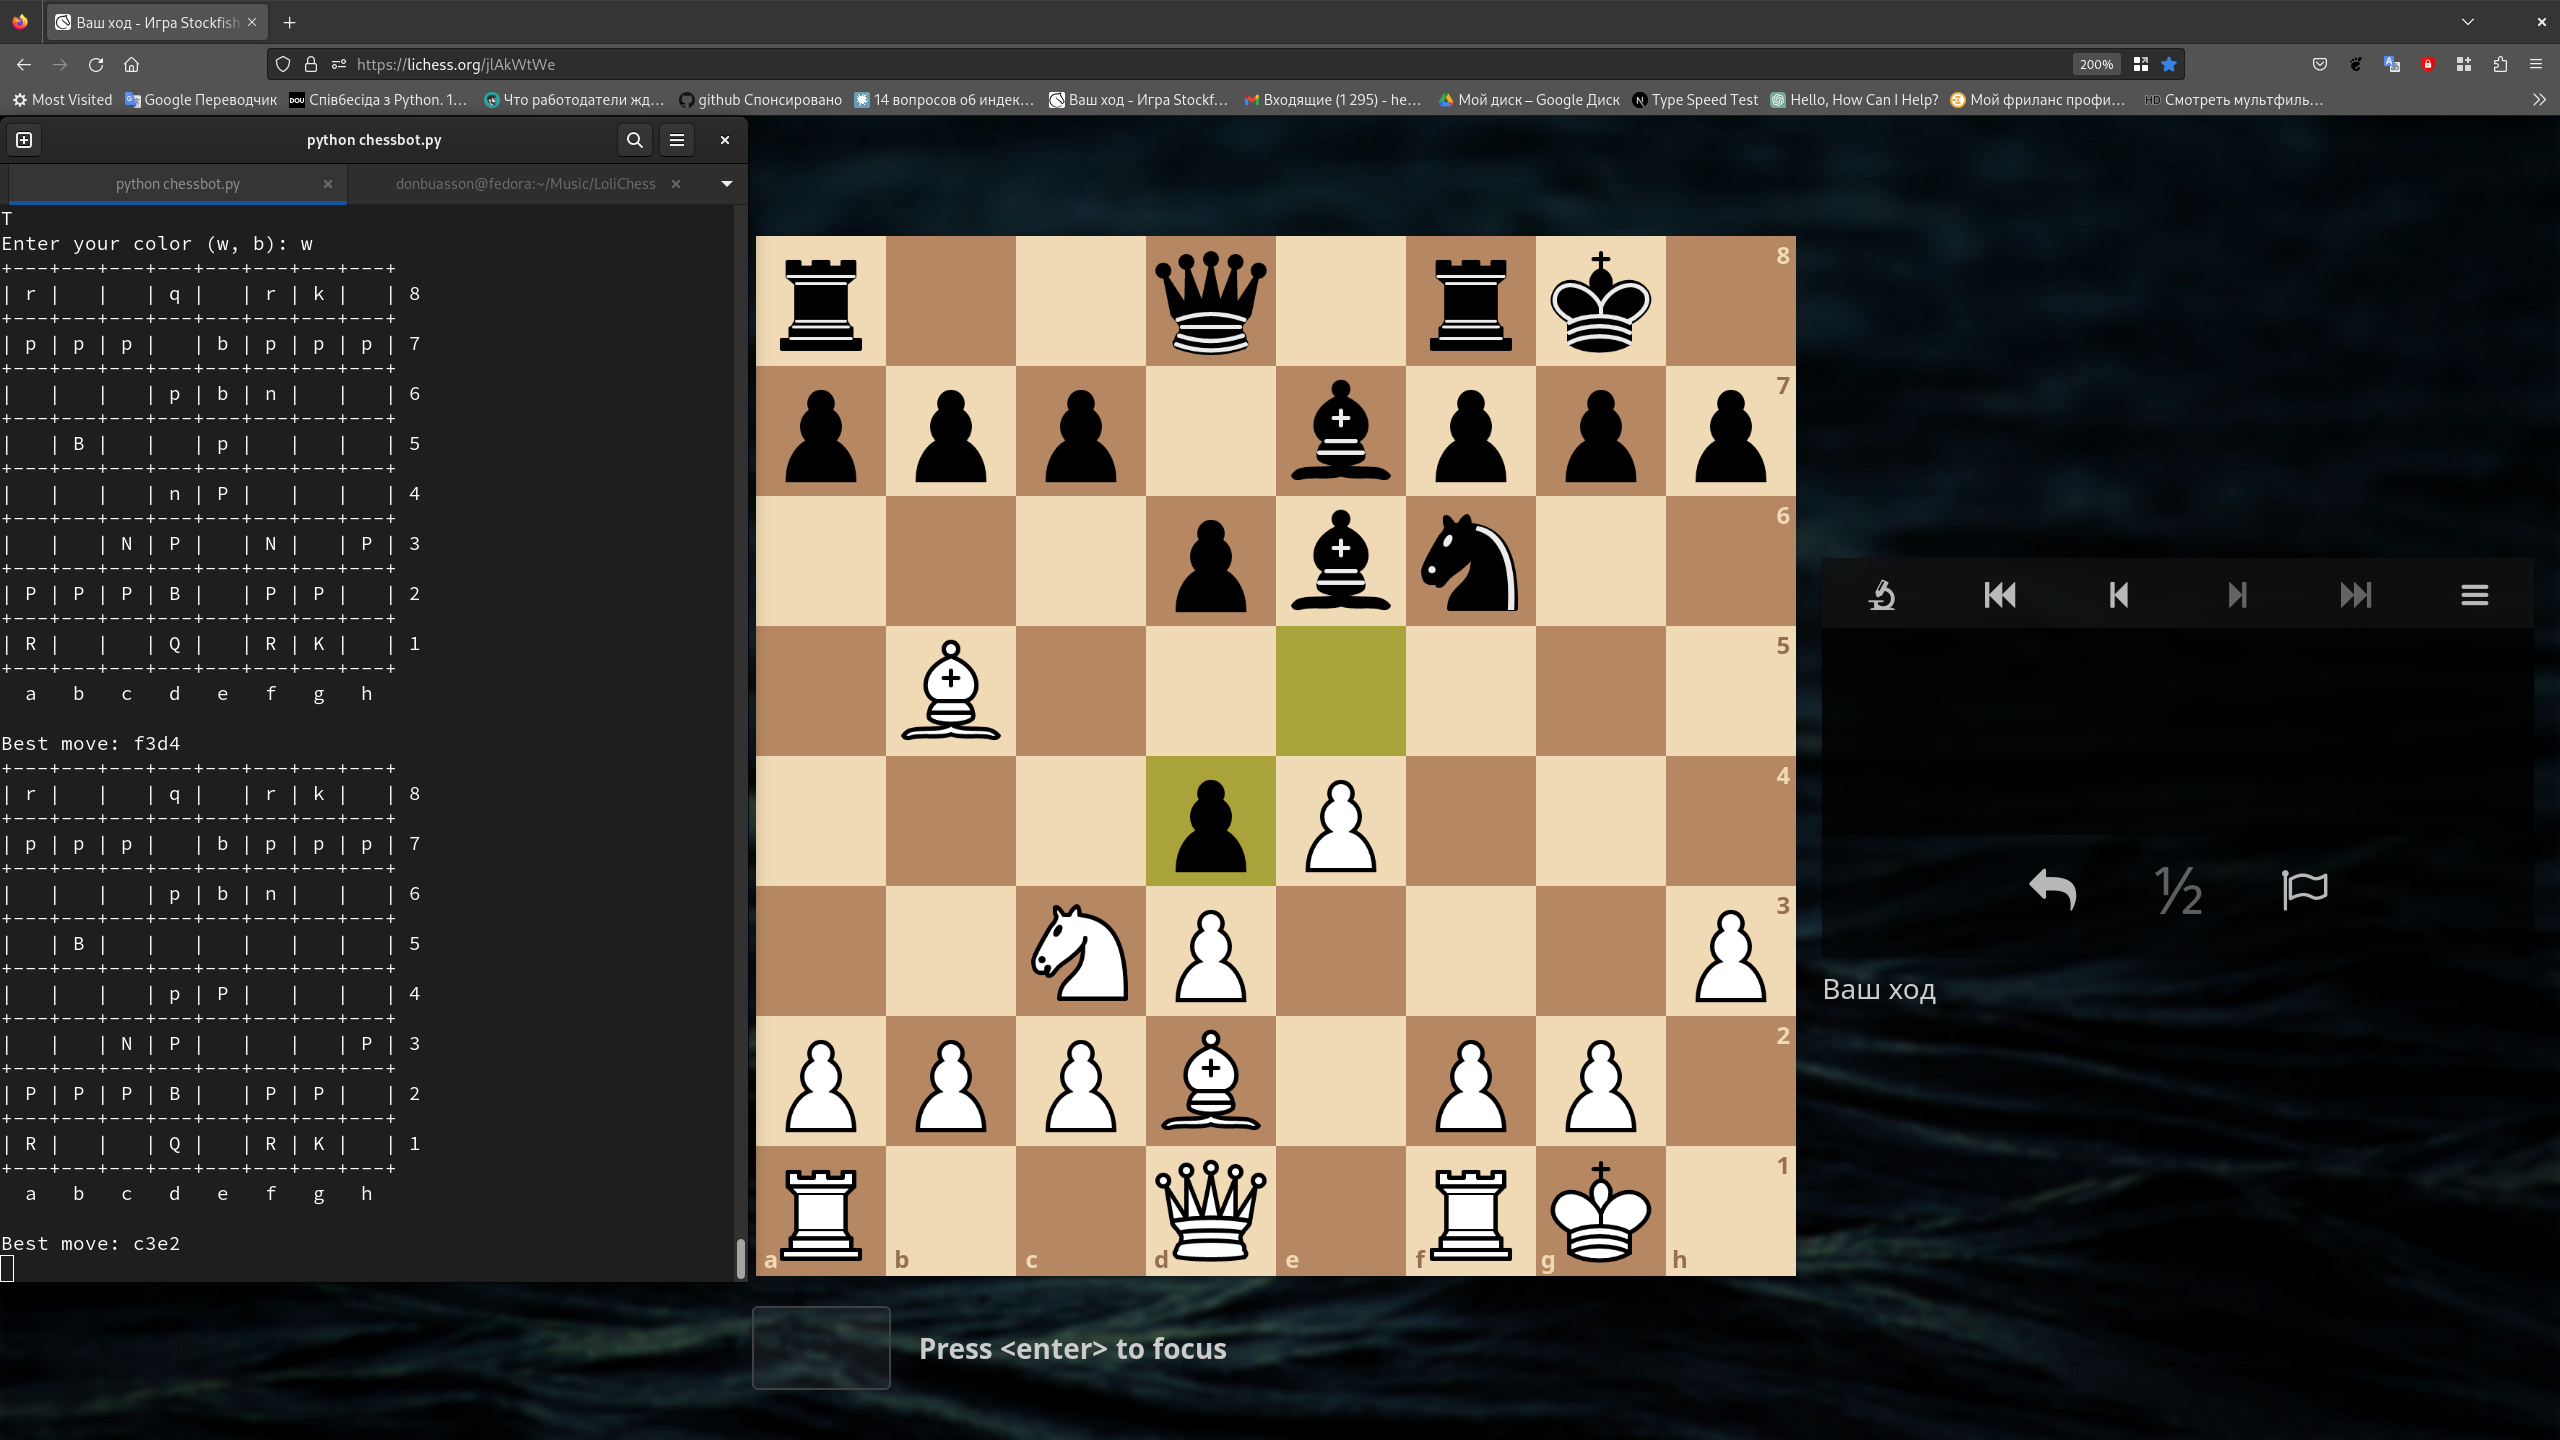 Ваш ход - Игра Stockfish
https://lichess.org/jlAkWtWe
200%
Most Visited
Google Переводчик
DOU
Співбесіда з Python. 1…
Что работодатели жд…
github Спонсировано
14 вопросов об индек…
Ваш ход - Игра Stockf…
Входящие (1 295) - he…
Мой диск – Google Диск
Type Speed Test
Hello, How Can I Help?
Мой фриланс профи…
HD
Смотреть мультфиль…
python chessbot.py
python chessbot.py
donbuasson@fedora:~/Music/LoliChess
T
Enter your color (w, b): w
+---+---+---+---+---+---+---+---+
| r |   |   | q |   | r | k |   | 8
+---+---+---+---+---+---+---+---+
| p | p | p |   | b | p | p | p | 7
+---+---+---+---+---+---+---+---+
|   |   |   | p | b | n |   |   | 6
+---+---+---+---+---+---+---+---+
|   | B |   |   | p |   |   |   | 5
+---+---+---+---+---+---+---+---+
|   |   |   | n | P |   |   |   | 4
+---+---+---+---+---+---+---+---+
|   |   | N | P |   | N |   | P | 3
+---+---+---+---+---+---+---+---+
| P | P | P | B |   | P | P |   | 2
+---+---+---+---+---+---+---+---+
| R |   |   | Q |   | R | K |   | 1
+---+---+---+---+---+---+---+---+
a b c d e f g h
Best move: f3d4
+---+---+---+---+---+---+---+---+
| r |   |   | q |   | r | k |   | 8
+---+---+---+---+---+---+---+---+
| p | p | p |   | b | p | p | p | 7
+---+---+---+---+---+---+---+---+
|   |   |   | p | b | n |   |   | 6
+---+---+---+---+---+---+---+---+
|   | B |   |   |   |   |   |   | 5
+---+---+---+---+---+---+---+---+
|   |   |   | p | P |   |   |   | 4
+---+---+---+---+---+---+---+---+
|   |   | N | P |   |   |   | P | 3
+---+---+---+---+---+---+---+---+
| P | P | P | B |   | P | P |   | 2
+---+---+---+---+---+---+---+---+
| R |   |   | Q |   | R | K |   | 1
+---+---+---+---+---+---+---+---+
a b c d e f g h
Best move: c3e2
8
7
6
5
4
3
2
1
a b c d e f g h
½
Ваш ход
Press <enter> to focus